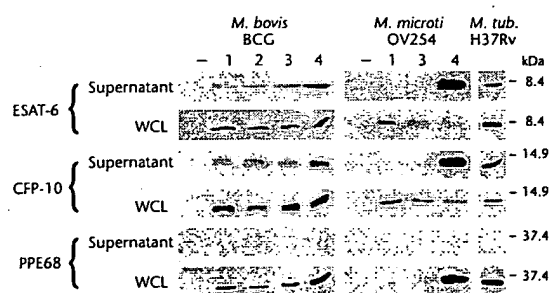 M. bovis M. microti M. tub.
BCG OV254 H37Rv
– 1 2 3 4 – 1 3 4 kDa
Supernatant – 8.4
ESAT-6
WCL – 8.4
Supernatant – 14.9
CFP-10
WCL – 14.9
Supernatant – 37.4
PPE68
WCL – 37.4